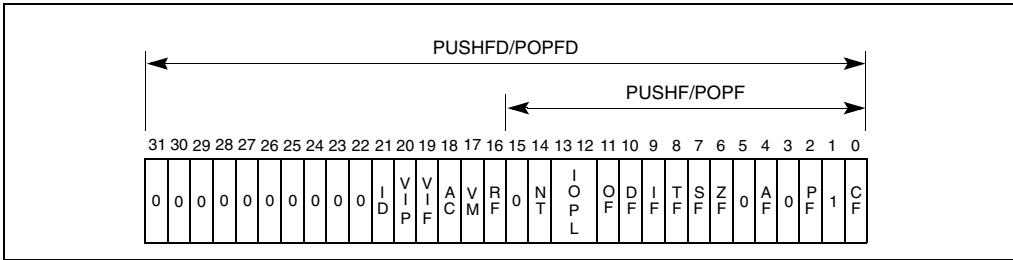 PUSHFD/POPFD
PUSHF/POPF
31 30 29 28 27 26 25 24 23 22 21 20 19 18 17 16 15 14 13 12 11 10 9 8 7 6 5 4 3 2 1 0
0 0 0 0 0 0 0 0 0 0 ID VIP VIF AC VM RF 0 NT IOPL OF DF IF TF SF ZF 0 AF 0 PF 1 CF